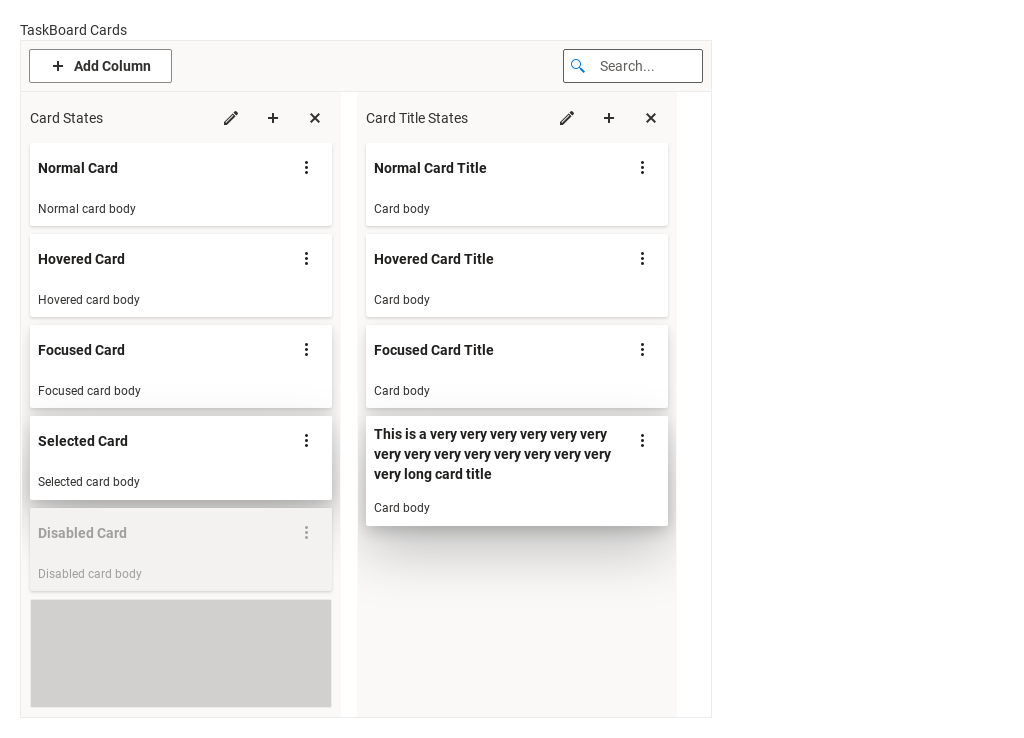 TaskBoard Cards
Add Column
Search...
Card States
Normal Card
Normal card body
Hovered Card
Hovered card body
Focused Card
Focused card body
Selected Card
Selected card body
Disabled Card
Disabled card body
Card Title States
Normal Card Title
Card body
Hovered Card Title
Card body
Focused Card Title
Card body
This is a very very very very very very
very very very very very very very very
very long card title
Card body